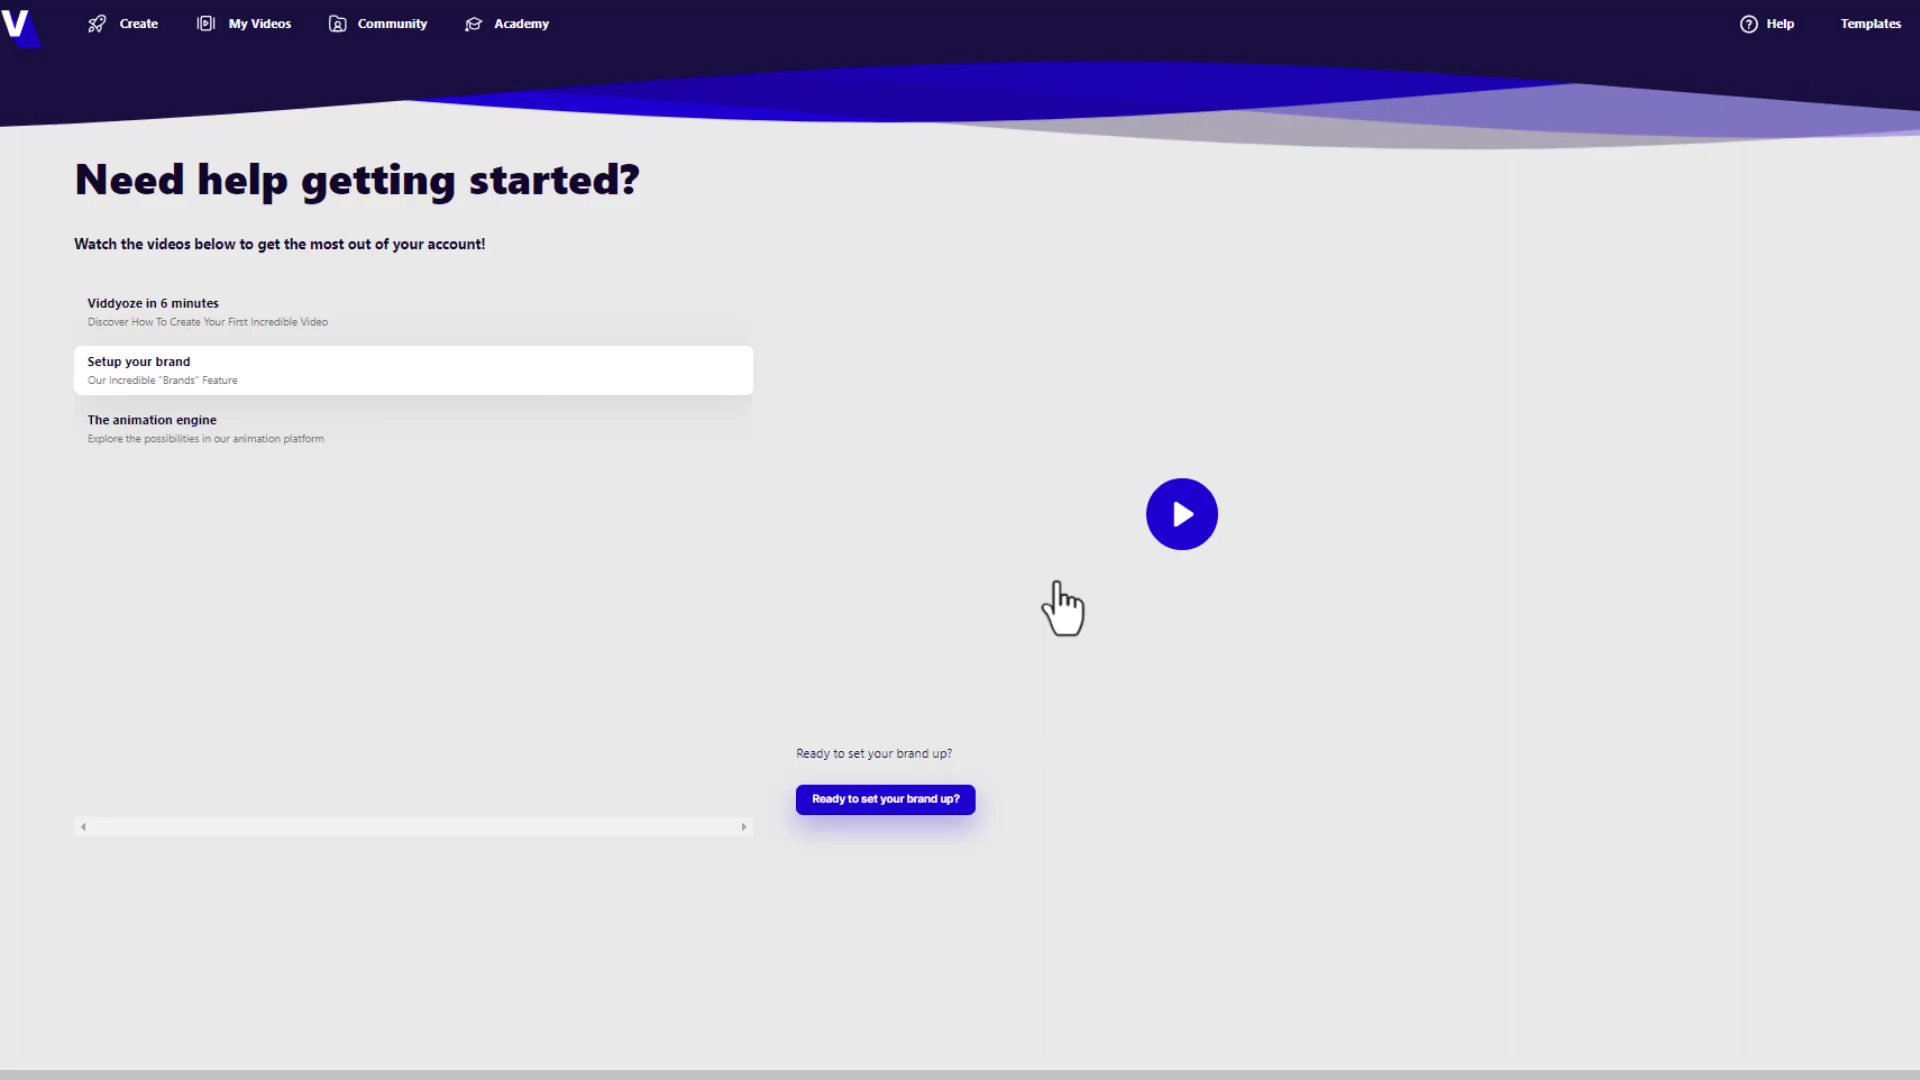 V
Create
My Videos
Community
Academy
Help
Templates
Need help getting started?
Watch the videos below to get the most out of your account!
Viddyoze in 6 minutes
Discover How To Create Your First Incredible Video
Setup your brand
Our Incredible "Brands" Feature
The animation engine
Explore the possibilities in our animation platform
Ready to set your brand up?
Ready to set your brand up?